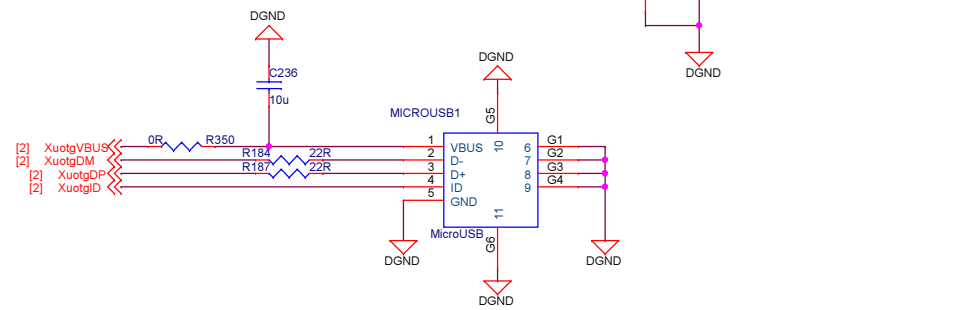 DGND
C236
10u
DGND
DGND
MICROUSB1
G5
[2] XuotgVBUS 0R R350 1 VBUS 10 6 G1
[2] XuotgDM R184 22R 2 D- 7 G2
[2] XuotgDP R187 22R 3 D+ 8 G3
[2] XuotgID 4 ID 9 G4
5 GND
11
MicroUSB
G6
DGND
DGND
DGND